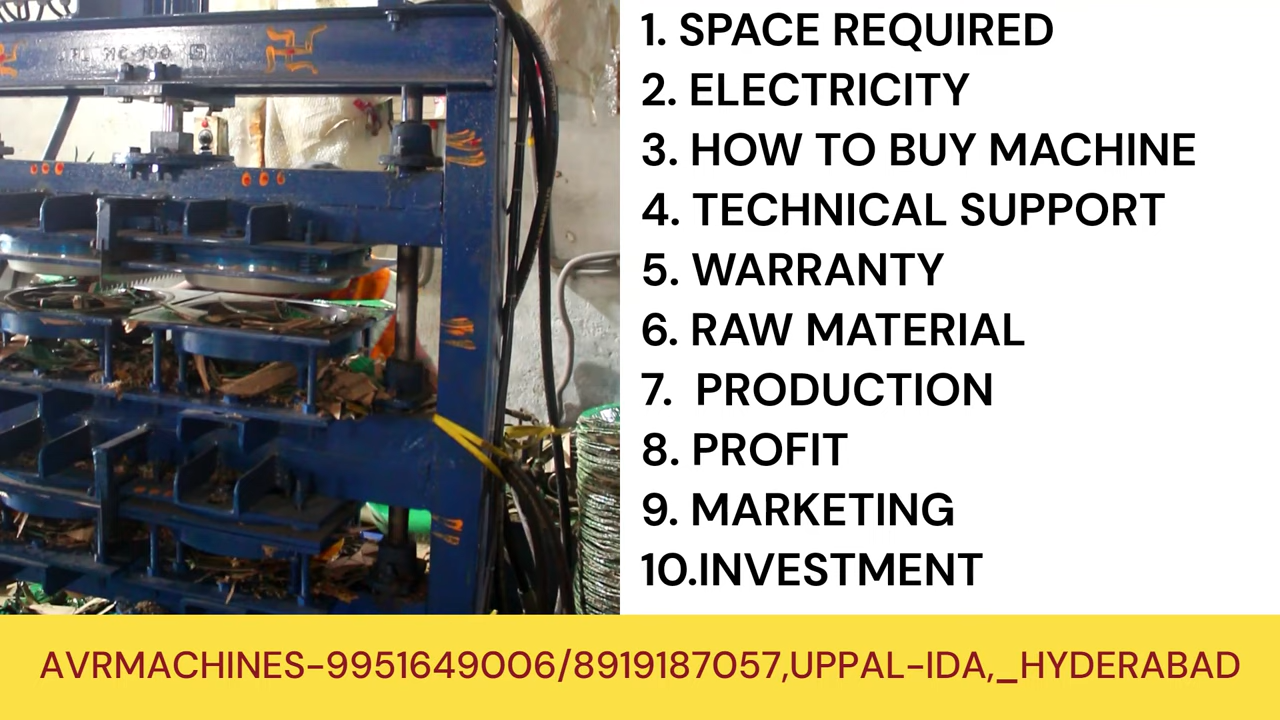 1. SPACE REQUIRED
2. ELECTRICITY
3. HOW TO BUY MACHINE
4. TECHNICAL SUPPORT
5. WARRANTY
6. RAW MATERIAL
7. PRODUCTION
8. PROFIT
9. MARKETING
10.INVESTMENT
AVRMACHINES-9951649006/8919187057,UPPAL-IDA,_HYDERABAD